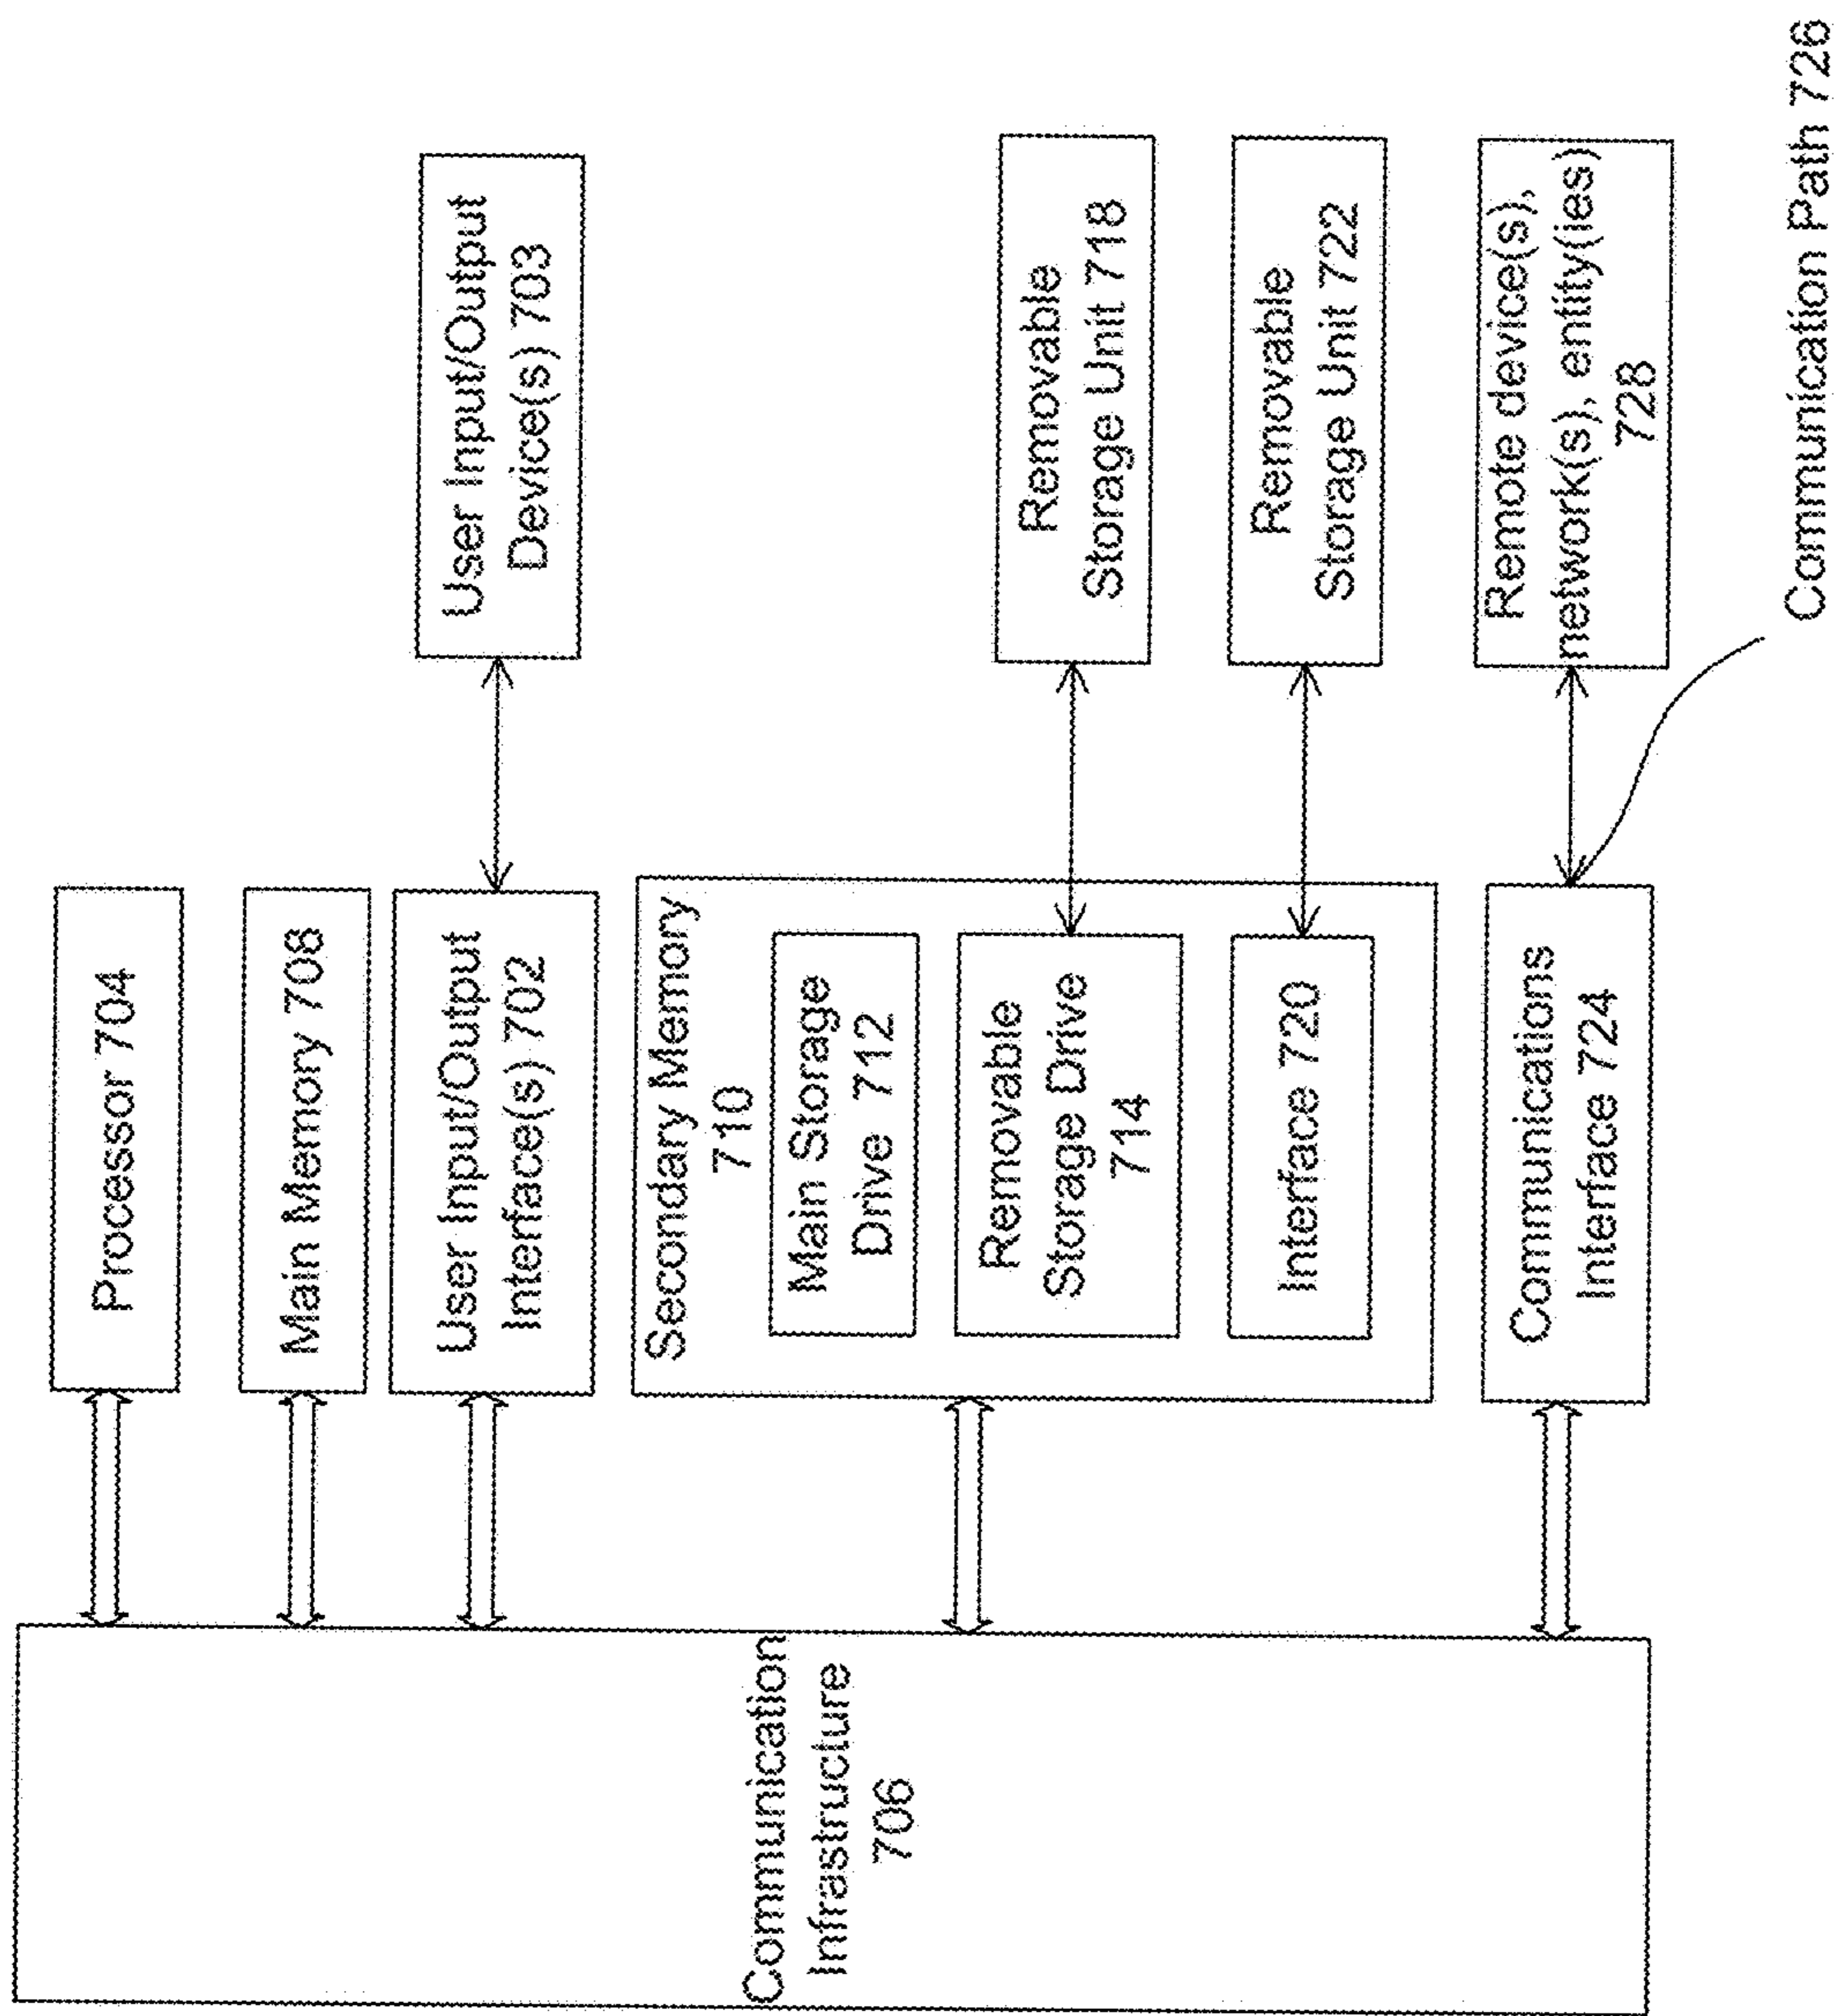 Communication
Infrastructure
706
Processor 704
Main Memory 708
User Input/Output
Interface(s) 702
User Input/Output
Device(s) 703
Secondary Memory
710
Main Storage
Drive 712
Removable
Storage Drive
714
Interface 720
Removable
Storage Unit 718
Removable
Storage Unit 722
Communications
Interface 724
Remote device(s),
network(s), entity(ies)
728
Communication Path 726